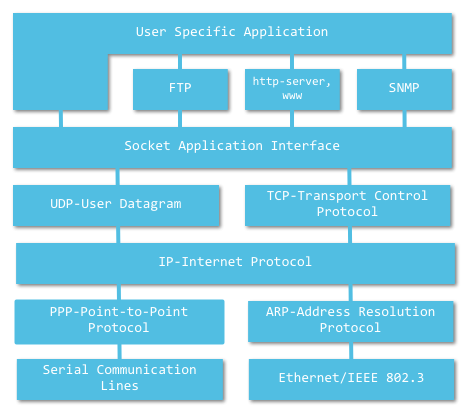 User Specific Application
FTP
http-server,
www
SNMP
Socket Application Interface
UDP-User Datagram
TCP-Transport Control
Protocol
IP-Internet Protocol
PPP-Point-to-Point
Protocol
ARP-Address Resolution
Protocol
Serial Communication
Lines
Ethernet/IEEE 802.3